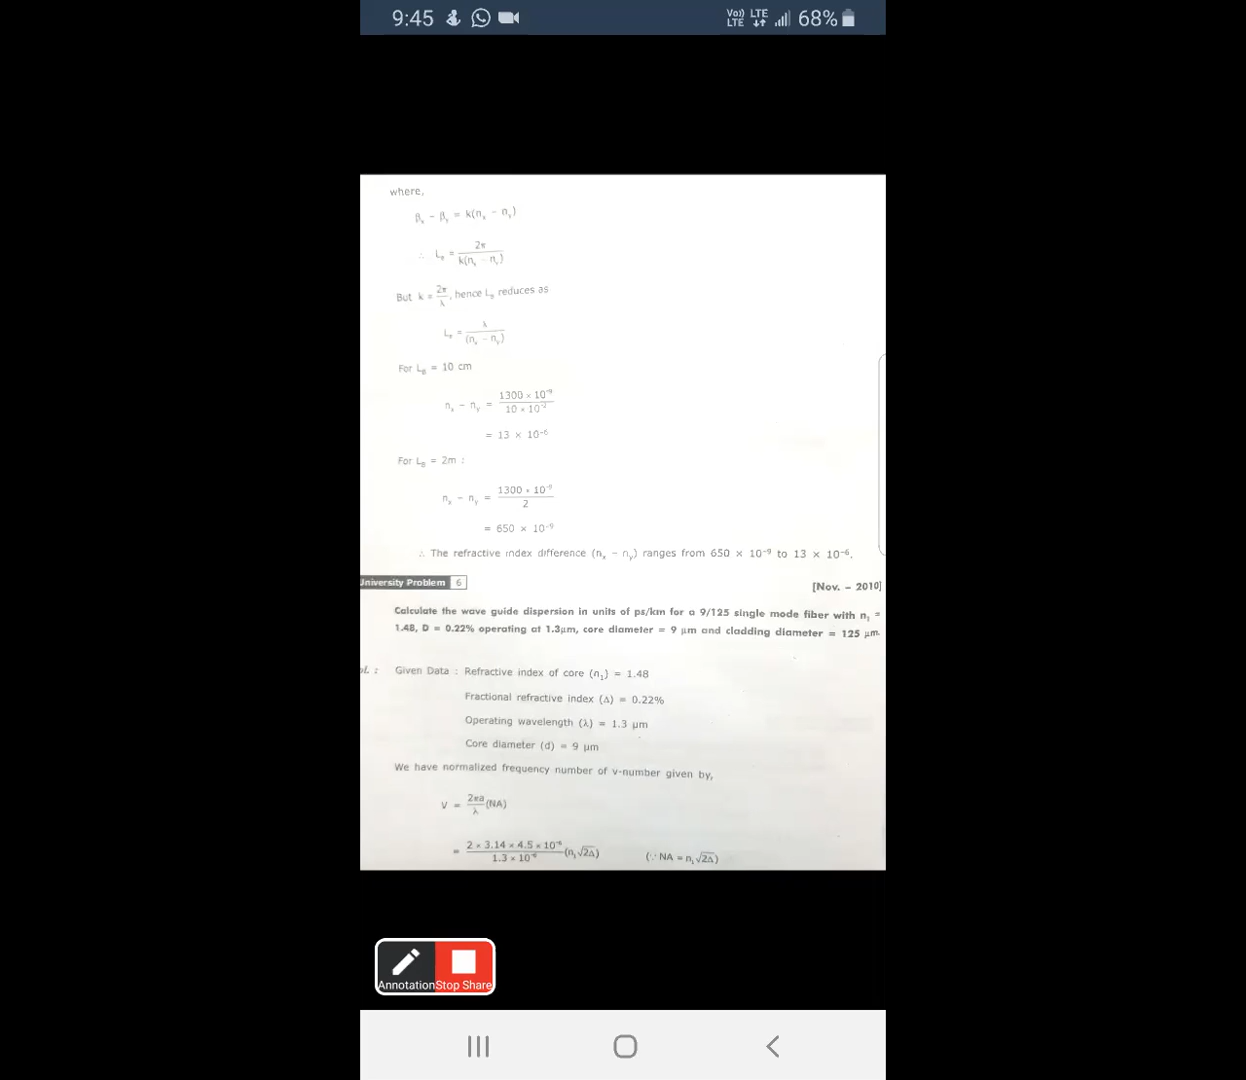 9:45 Vo)) LTE LTE 68%
where,
βx − βy = k(nx − ny)
∴ LB = 2π / k(nx − ny)
But k = 2π / λ, hence LB reduces as
LB = λ / (nx − ny)
For LB = 10 cm
nx − ny = 1300 × 10⁻⁹ / 10 × 10⁻²
= 13 × 10⁻⁶
For LB = 2m :
nx − ny = 1300 × 10⁻⁹ / 2
= 650 × 10⁻⁹
∴ The refractive index difference (nx − ny) ranges from 650 × 10⁻⁹ to 13 × 10⁻⁶.
University Problem 6 [Nov. – 2010]
Calculate the wave guide dispersion in units of ps/km for a 9/125 single mode fiber with n1 =
1.48, D = 0.22% operating at 1.3μm, core diameter = 9 μm and cladding diameter = 125 μm.
ol. : Given Data : Refractive index of core (n1) = 1.48
Fractional refractive index (Δ) = 0.22%
Operating wavelength (λ) = 1.3 μm
Core diameter (d) = 9 μm
We have normalized frequency number of v-number given by,
V = 2πa / λ (NA)
= 2 × 3.14 × 4.5 × 10⁻⁶ / 1.3 × 10⁻⁶ (n1√2Δ) (∵ NA = n1√2Δ)
Annotation Stop Share